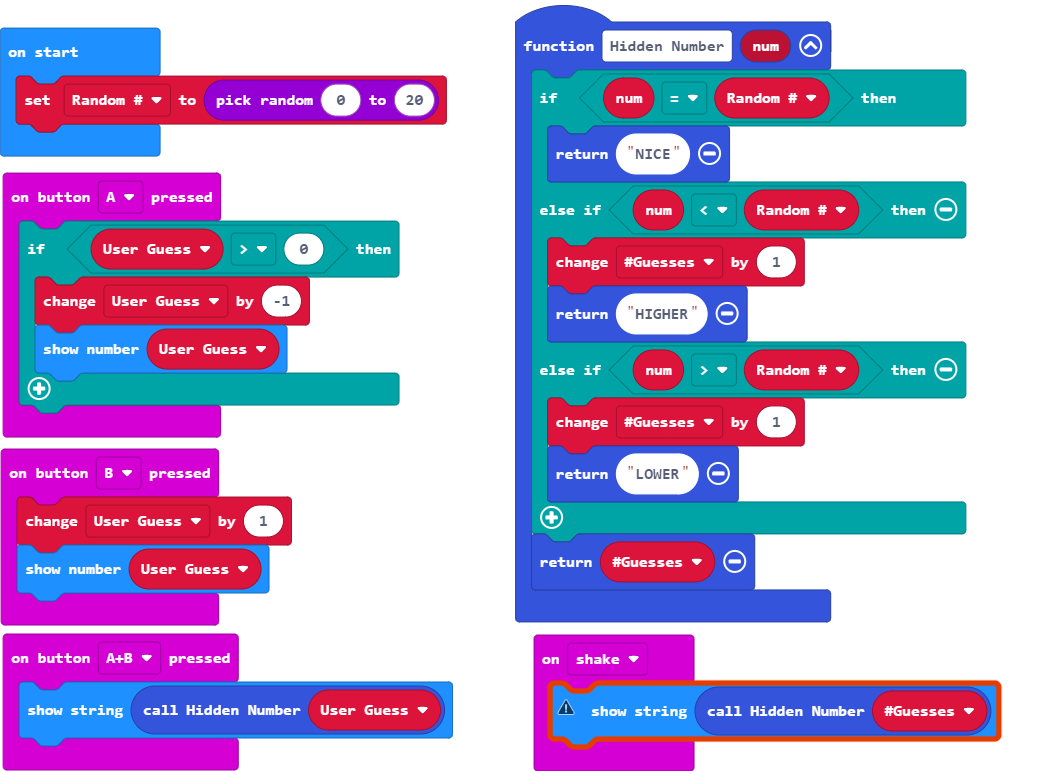 on start
set Random # to pick random 0 to 20
on button A pressed
if User Guess > 0 then
change User Guess by -1
show number User Guess
on button B pressed
change User Guess by 1
show number User Guess
on button A+B pressed
show string call Hidden Number User Guess
function Hidden Number num
if num = Random # then
return "NICE"
else if num < Random # then
change #Guesses by 1
return "HIGHER"
else if num > Random # then
change #Guesses by 1
return "LOWER"
return #Guesses
on shake
show string call Hidden Number #Guesses